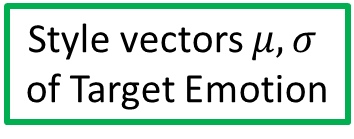 Style vectors μ, σ
of Target Emotion